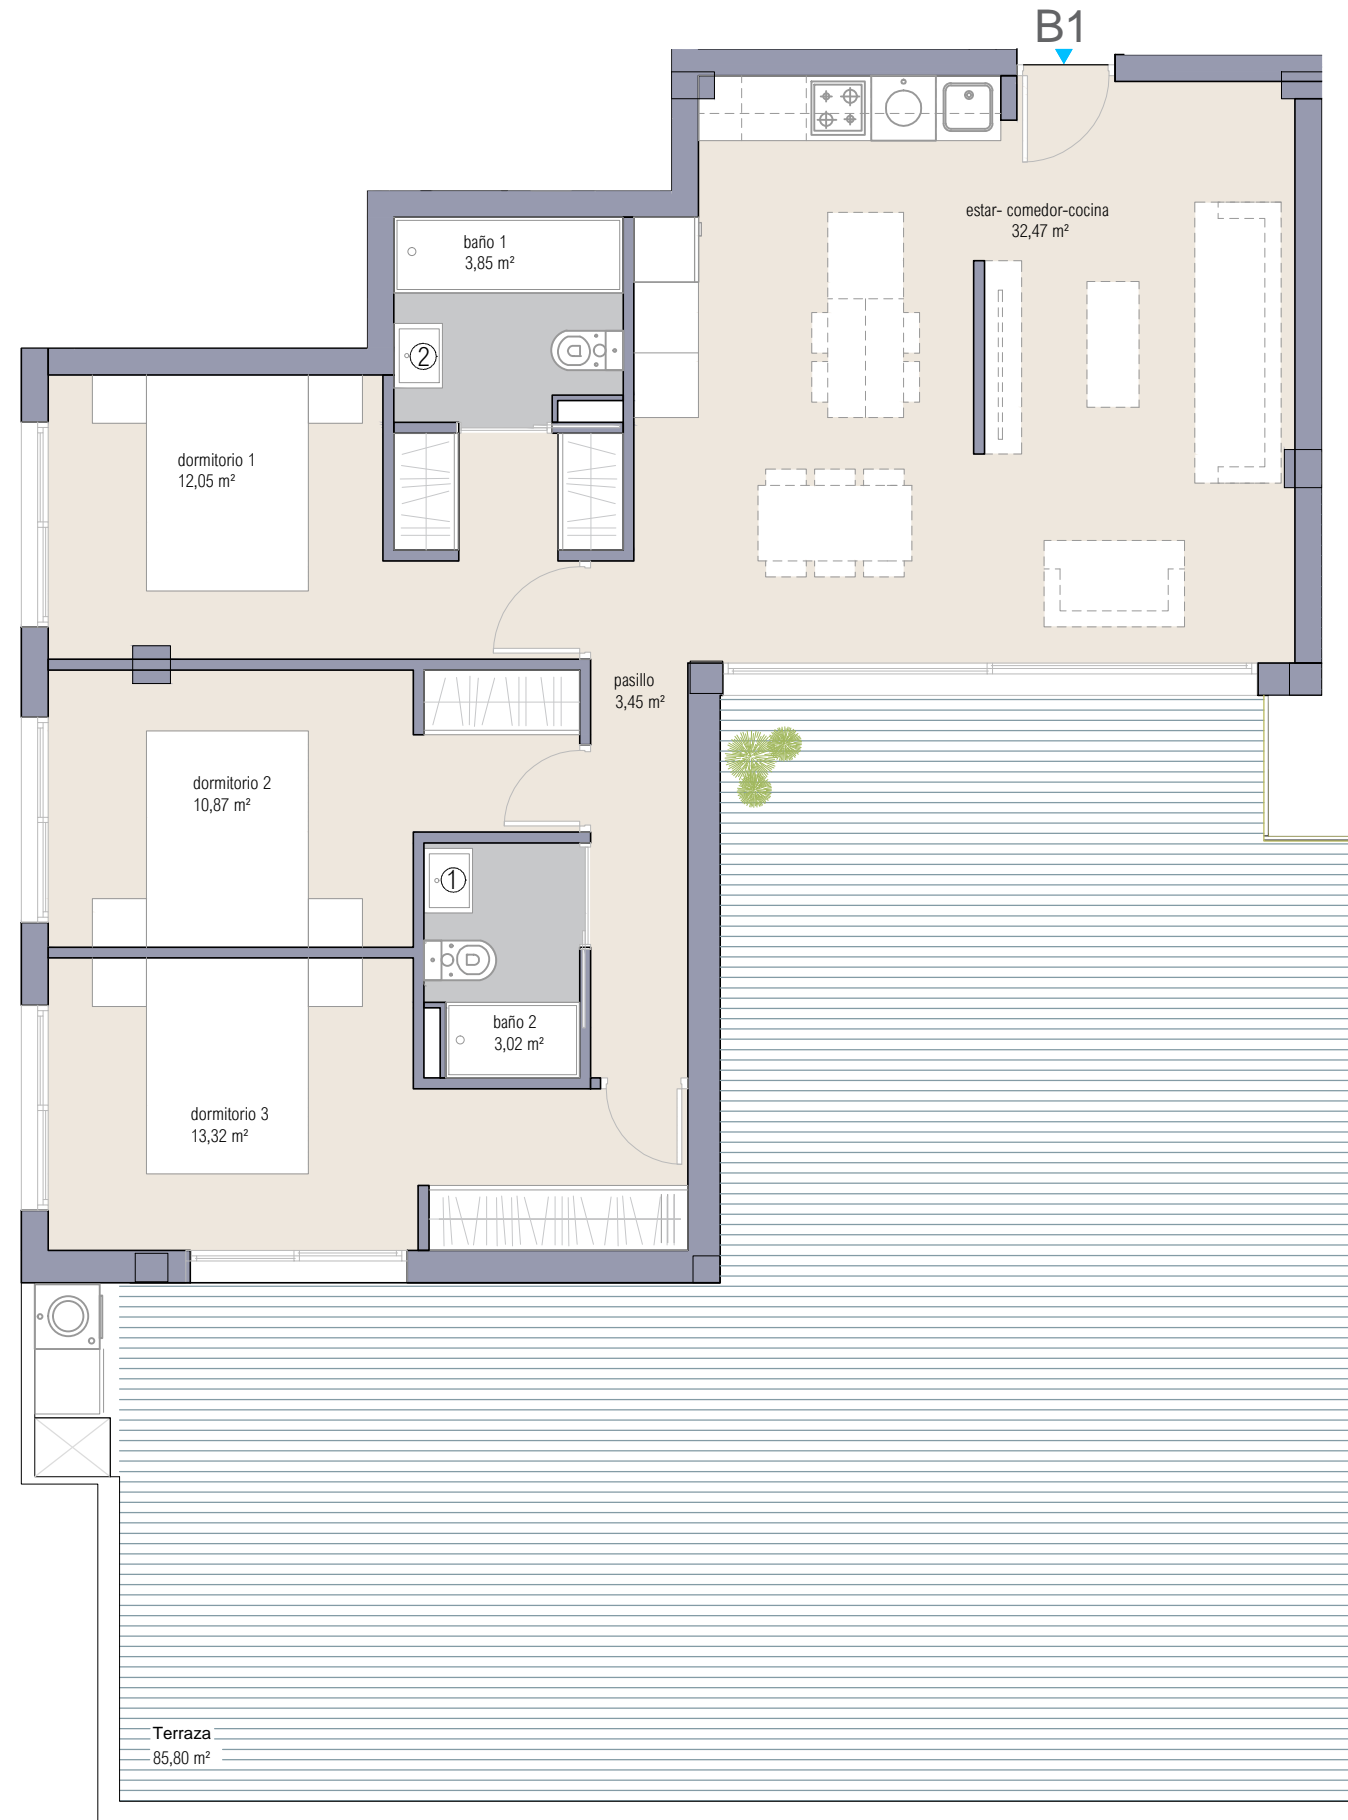 B1
estar- comedor-cocina
32,47 m²
baño 1
3,85 m²
2
dormitorio 1
12,05 m²
pasillo
3,45 m²
dormitorio 2
10,87 m²
1
baño 2
3,02 m²
dormitorio 3
13,32 m²
Terraza
85,80 m²